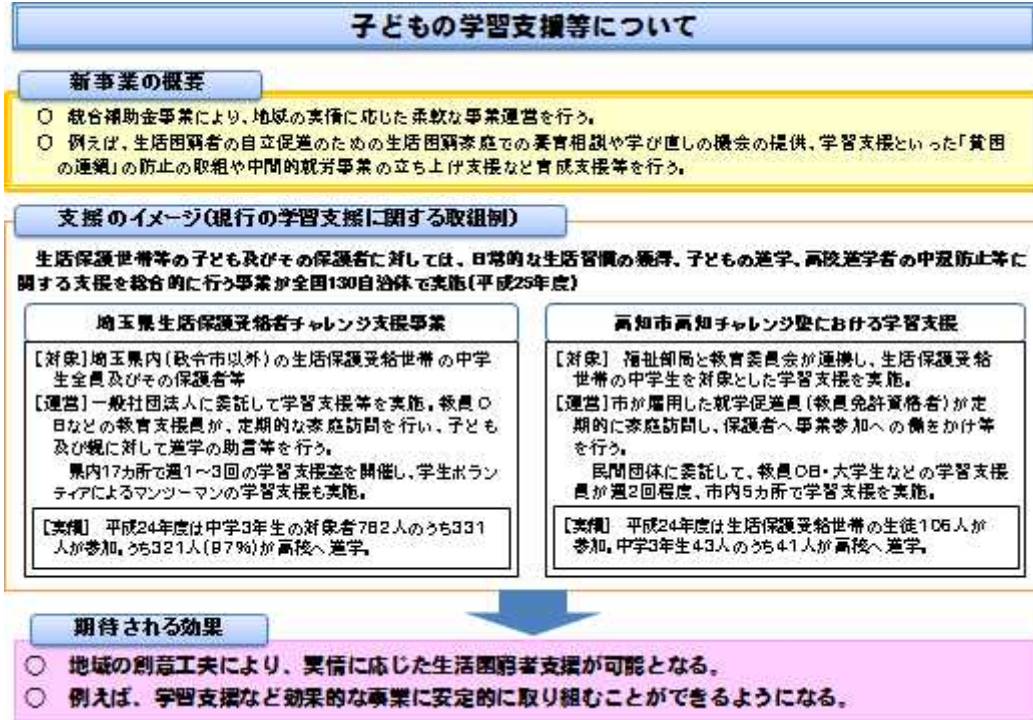 子どもの学習支援等について
新事業の概要
○ 統合補助金事業により、地域の実情に応じた柔軟な事業運営を行う。
○ 例えば、生活困窮者の自立促進のための生活困窮家庭での養育相談や学び直しの機会の提供、学習支援といった「貧困
の連鎖」の防止の取組や中間的就労事業の立ち上げ支援など育成支援等を行う。
支援のイメージ(現行の学習支援に関する取組例)
生活保護世帯等の子ども及びその保護者に対しては、日常的な生活習慣の獲得、子どもの進学、高校進学者の中退防止等に
関する支援を総合的に行う事業が全国130自治体で実施(平成25年度)
埼玉県生活保護受給者チャレンジ支援事業
[対象]埼玉県内(政令市以外)の生活保護受給世帯の中学
生全員及びその保護者等
[運営]一般社団法人に委託して学習支援等を実施。教員O
Bなどの教育支援員が、定期的な家庭訪問を行い、子ども
及び親に対して進学の助言等を行う。
県内17カ所で週1~3回の学習支援室を開催し、学生ボラン
ティアによるマンツーマンの学習支援も実施。
[実績] 平成24年度は中学3年生の対象者782人のうち331
人が参加。うち321人(97%)が高校へ進学。
高知市高知チャレンジ塾における学習支援
[対象] 福祉部局と教育委員会が連携し、生活保護受給
世帯の中学生を対象とした学習支援を実施。
[運営]市が雇用した就学促進員(教員免許資格者)が定
期的に家庭訪問し、保護者へ事業参加への働きかけ等
を行う。
民間団体に委託して、教員OB・大学生などの学習支援
員が週2回程度、市内5カ所で学習支援を実施。
[実績] 平成24年度は生活保護受給世帯の生徒106人が
参加。中学3年生43人のうち41人が高校へ進学。
期待される効果
○ 地域の創意工夫により、実情に応じた生活困窮者支援が可能となる。
○ 例えば、学習支援など効果的な事業に安定的に取り組むことができるようになる。